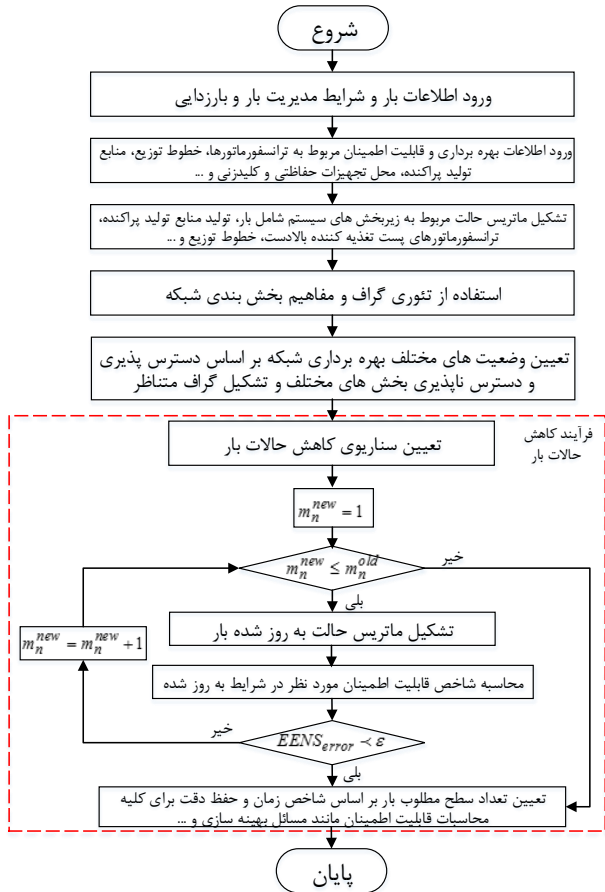 شروع
ورود اطلاعات بار و شرایط مدیریت بار و بارزدایی
ورود اطلاعات بهره برداری و قابلیت اطمینان مربوط به ترانسفورماتورها، خطوط توزیع، منابع
تولید پراکنده، محل تجهیزات حفاظتی و کلیدزنی و ...
تشکیل ماتریس حالت مربوط به زیربخش های سیستم شامل بار، تولید منابع تولید پراکنده،
ترانسفورماتورهای پست تغذیه کننده بالادست، خطوط توزیع و ...
استفاده از تئوری گراف و مفاهیم بخش بندی شبکه
تعیین وضعیت های مختلف بهره برداری شبکه بر اساس دسترس پذیری
و دسترس ناپذیری بخش های مختلف و تشکیل گراف متناظر
فرآیند کاهش
حالات بار
تعیین سناریوی کاهش حالات بار
$m_n^{new} = 1$
$m_n^{new} \leq m_n^{old}$
خیر
بلی
تشکیل ماتریس حالت به روز شده بار
$m_n^{new} = m_n^{new} + 1$
محاسبه شاخص قابلیت اطمینان مورد نظر در شرایط به روز شده
خیر
$EENS_{error} \prec \varepsilon$
بلی
تعیین تعداد سطح مطلوب بار بر اساس شاخص زمان و حفظ دقت برای کلیه
محاسبات قابلیت اطمینان مانند مسائل بهینه سازی و ...
پایان